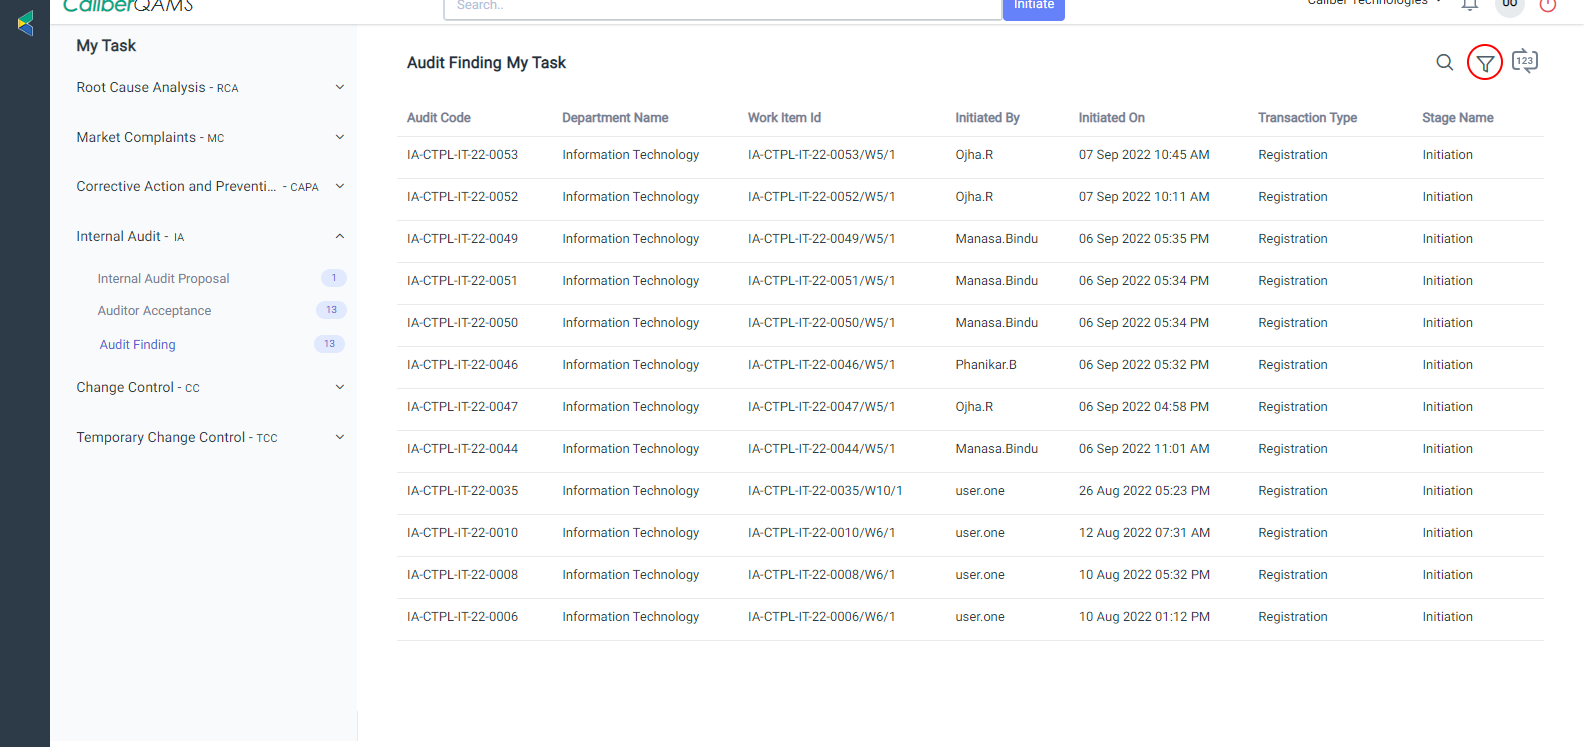 CaliberQAMS
Search..
Initiate
Caliber Technologies
UO
My Task
Root Cause Analysis - RCA
Market Complaints - MC
Corrective Action and Preventi... - CAPA
Internal Audit - IA
Internal Audit Proposal 1
Auditor Acceptance 13
Audit Finding 13
Change Control - CC
Temporary Change Control - TCC
Audit Finding My Task
123
Audit Code Department Name Work Item Id Initiated By Initiated On Transaction Type Stage Name
IA-CTPL-IT-22-0053 Information Technology IA-CTPL-IT-22-0053/W5/1 Ojha.R 07 Sep 2022 10:45 AM Registration Initiation
IA-CTPL-IT-22-0052 Information Technology IA-CTPL-IT-22-0052/W5/1 Ojha.R 07 Sep 2022 10:11 AM Registration Initiation
IA-CTPL-IT-22-0049 Information Technology IA-CTPL-IT-22-0049/W5/1 Manasa.Bindu 06 Sep 2022 05:35 PM Registration Initiation
IA-CTPL-IT-22-0051 Information Technology IA-CTPL-IT-22-0051/W5/1 Manasa.Bindu 06 Sep 2022 05:34 PM Registration Initiation
IA-CTPL-IT-22-0050 Information Technology IA-CTPL-IT-22-0050/W5/1 Manasa.Bindu 06 Sep 2022 05:34 PM Registration Initiation
IA-CTPL-IT-22-0046 Information Technology IA-CTPL-IT-22-0046/W5/1 Phanikar.B 06 Sep 2022 05:32 PM Registration Initiation
IA-CTPL-IT-22-0047 Information Technology IA-CTPL-IT-22-0047/W5/1 Ojha.R 06 Sep 2022 04:58 PM Registration Initiation
IA-CTPL-IT-22-0044 Information Technology IA-CTPL-IT-22-0044/W5/1 Manasa.Bindu 06 Sep 2022 11:01 AM Registration Initiation
IA-CTPL-IT-22-0035 Information Technology IA-CTPL-IT-22-0035/W10/1 user.one 26 Aug 2022 05:23 PM Registration Initiation
IA-CTPL-IT-22-0010 Information Technology IA-CTPL-IT-22-0010/W6/1 user.one 12 Aug 2022 07:31 AM Registration Initiation
IA-CTPL-IT-22-0008 Information Technology IA-CTPL-IT-22-0008/W6/1 user.one 10 Aug 2022 05:32 PM Registration Initiation
IA-CTPL-IT-22-0006 Information Technology IA-CTPL-IT-22-0006/W6/1 user.one 10 Aug 2022 01:12 PM Registration Initiation